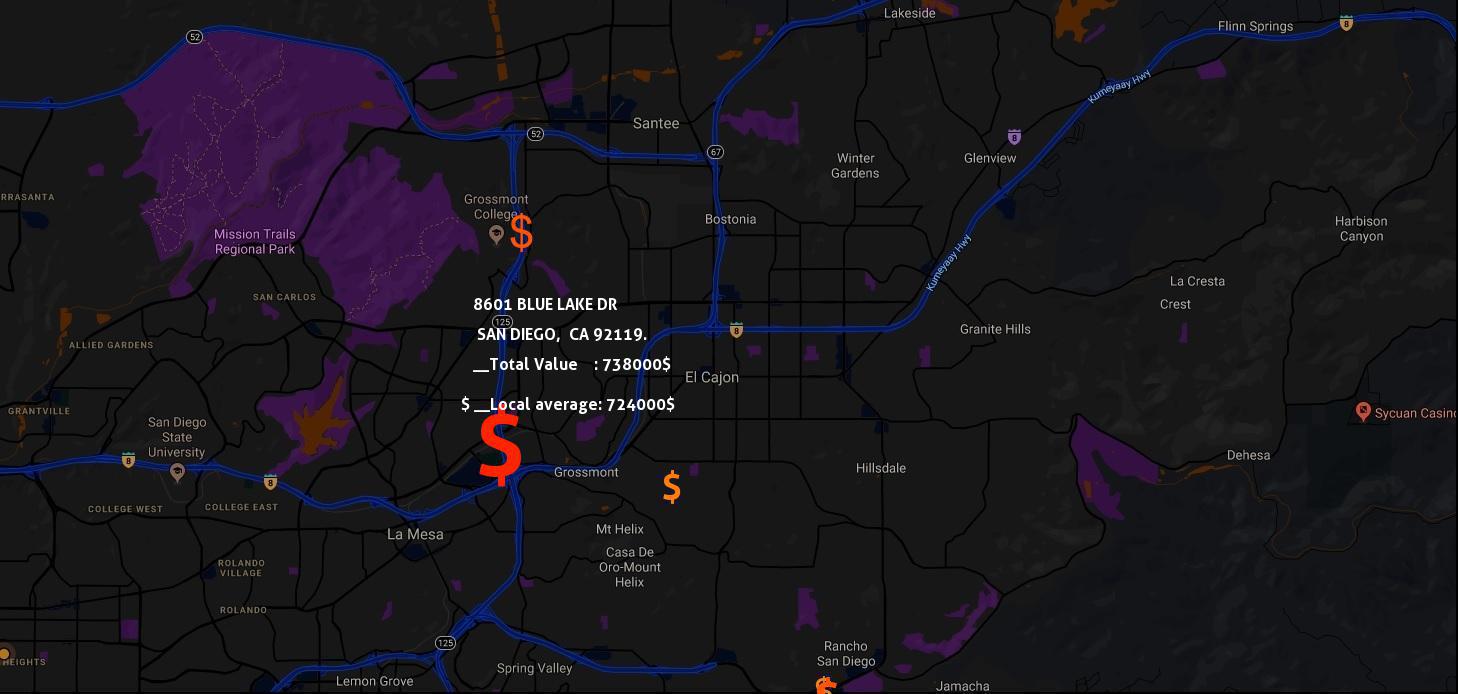 Lakeside
Flinn Springs
8
52
Kumeyaay Hwy
Santee
52
67
8
Winter
Gardens
Glenview
RRASANTA
Grossmont
College
$
Bostonia
Harbison
Canyon
Mission Trails
Regional Park
Kumeyaay Hwy
La Cresta
Crest
SAN CARLOS
8601 BLUE LAKE DR
125
SAN DIEGO,  CA 92119.
8
Granite Hills
ALLIED GARDENS
__Total Value    : 738000$
El Cajon
$ __Local average: 724000$
GRANTVILLE
Sycuan Casino
San Diego
State
University
$
8
8
Grossmont
Hillsdale
Dehesa
$
COLLEGE WEST
COLLEGE EAST
La Mesa
Mt Helix
Casa De
Oro-Mount
Helix
ROLANDO
VILLAGE
ROLANDO
125
HEIGHTS
Rancho
San Diego
Spring Valley
Lemon Grove
$
Jamacha